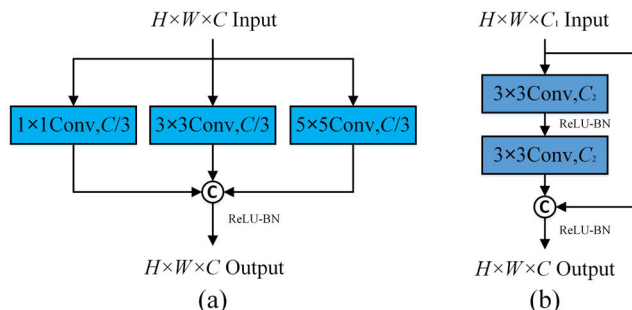 H×W×C Input
1×1Conv,C/3
3×3Conv,C/3
5×5Conv,C/3
C
ReLU-BN
H×W×C Output
(a)
H×W×C₁ Input
3×3Conv,C₂
ReLU-BN
3×3Conv,C₂
C
ReLU-BN
H×W×C Output
(b)